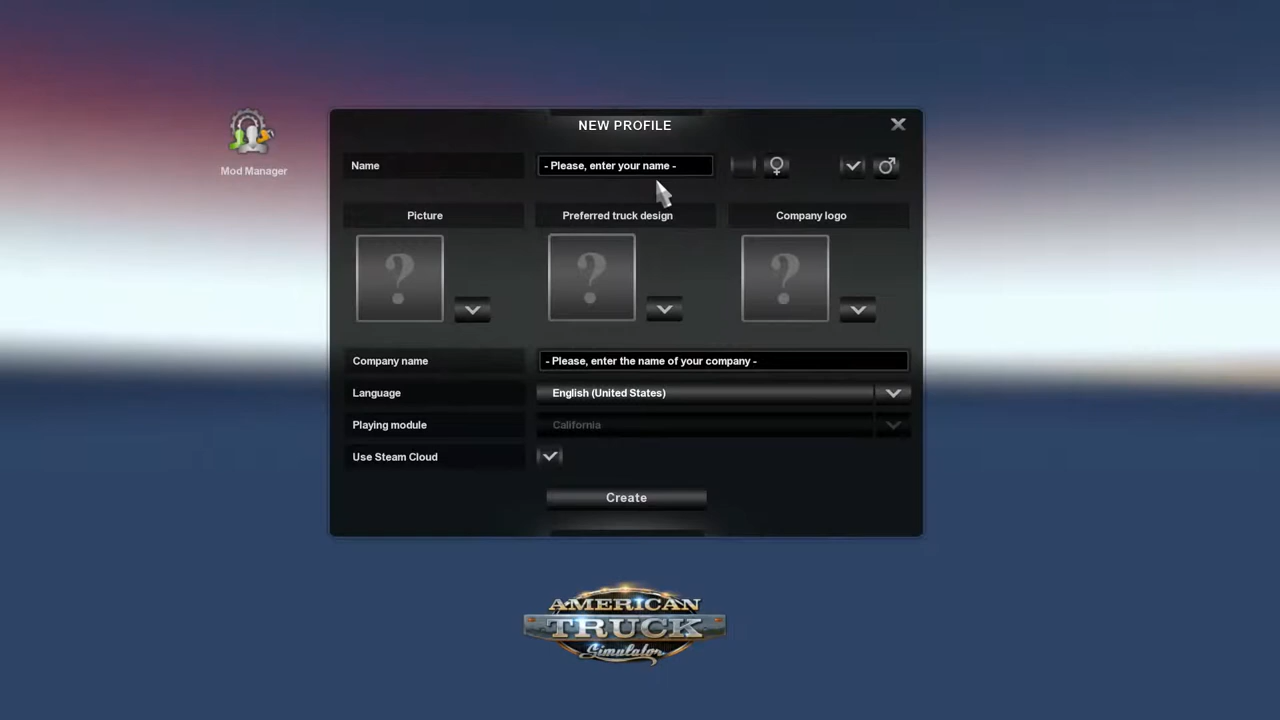 NEW PROFILE
Mod Manager
Name
- Please, enter your name -
Picture
Preferred truck design
Company logo
?
?
?
Company name
- Please, enter the name of your company -
Language
English (United States)
Playing module
California
Use Steam Cloud
Create
AMERICAN
TRUCK
Simulator